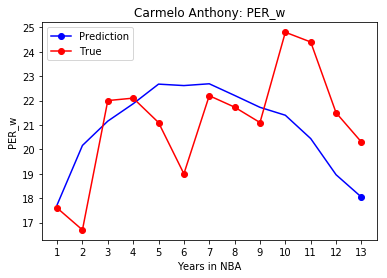 Carmelo Anthony: PER_w
Prediction
True
PER_w
25
24
23
22
21
20
19
18
17
1 2 3 4 5 6 7 8 9 10 11 12 13
Years in NBA